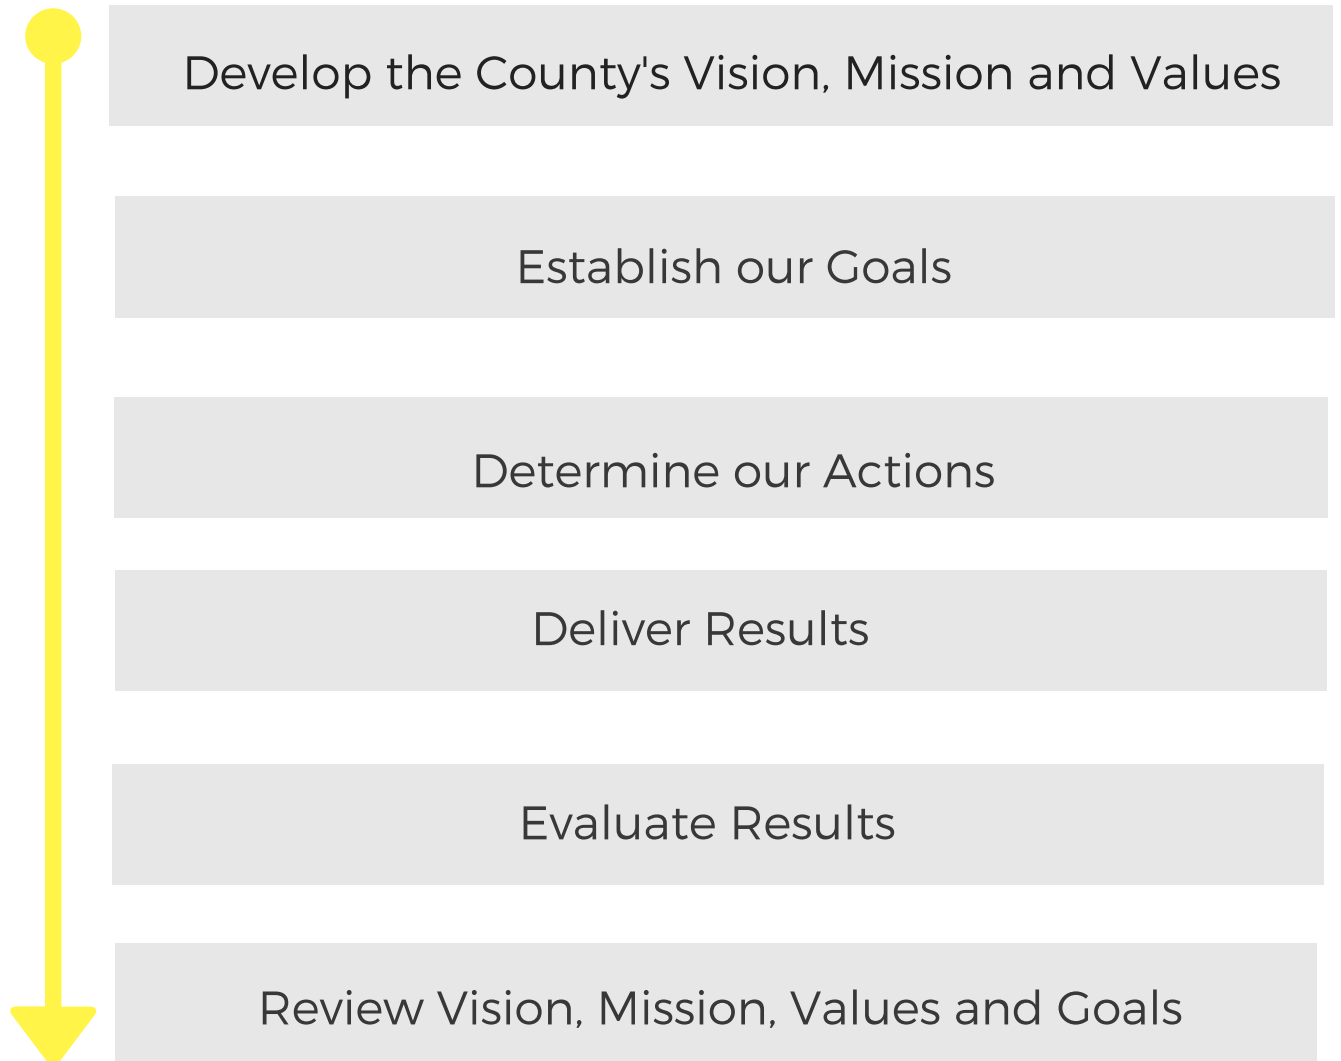 Develop the County's Vision, Mission and Values
Establish our Goals
Determine our Actions
Deliver Results
Evaluate Results
Review Vision, Mission, Values and Goals